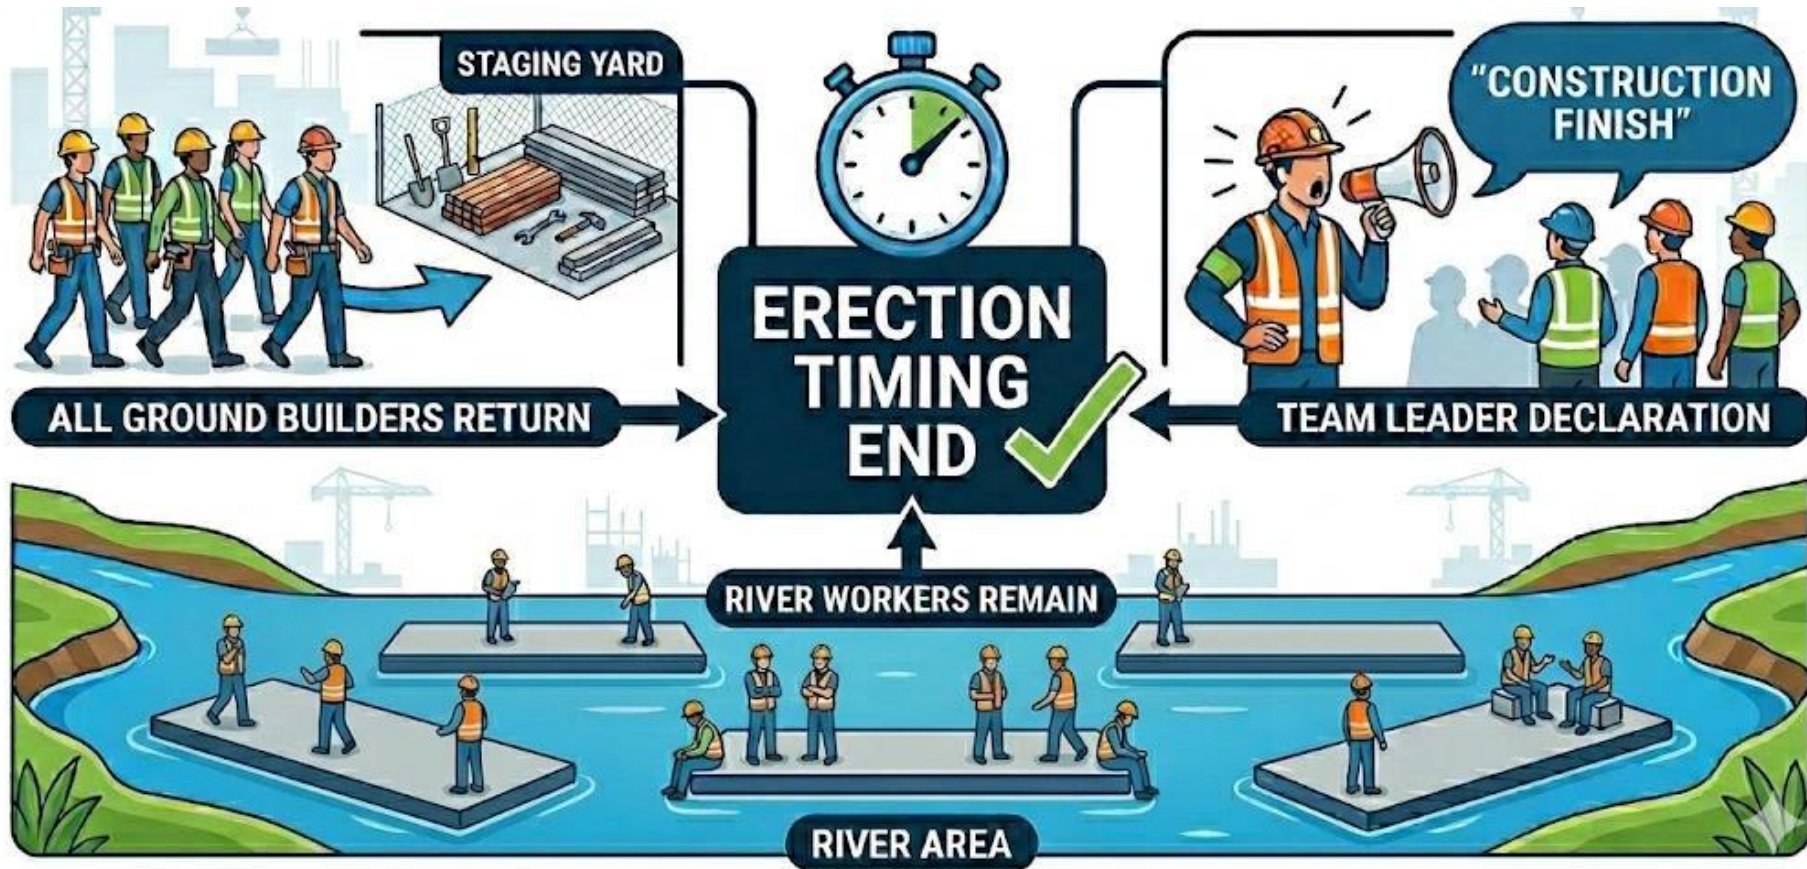 STAGING YARD
"CONSTRUCTION
FINISH"
ERECTION
TIMING
END
ALL GROUND BUILDERS RETURN
TEAM LEADER DECLARATION
RIVER WORKERS REMAIN
RIVER AREA